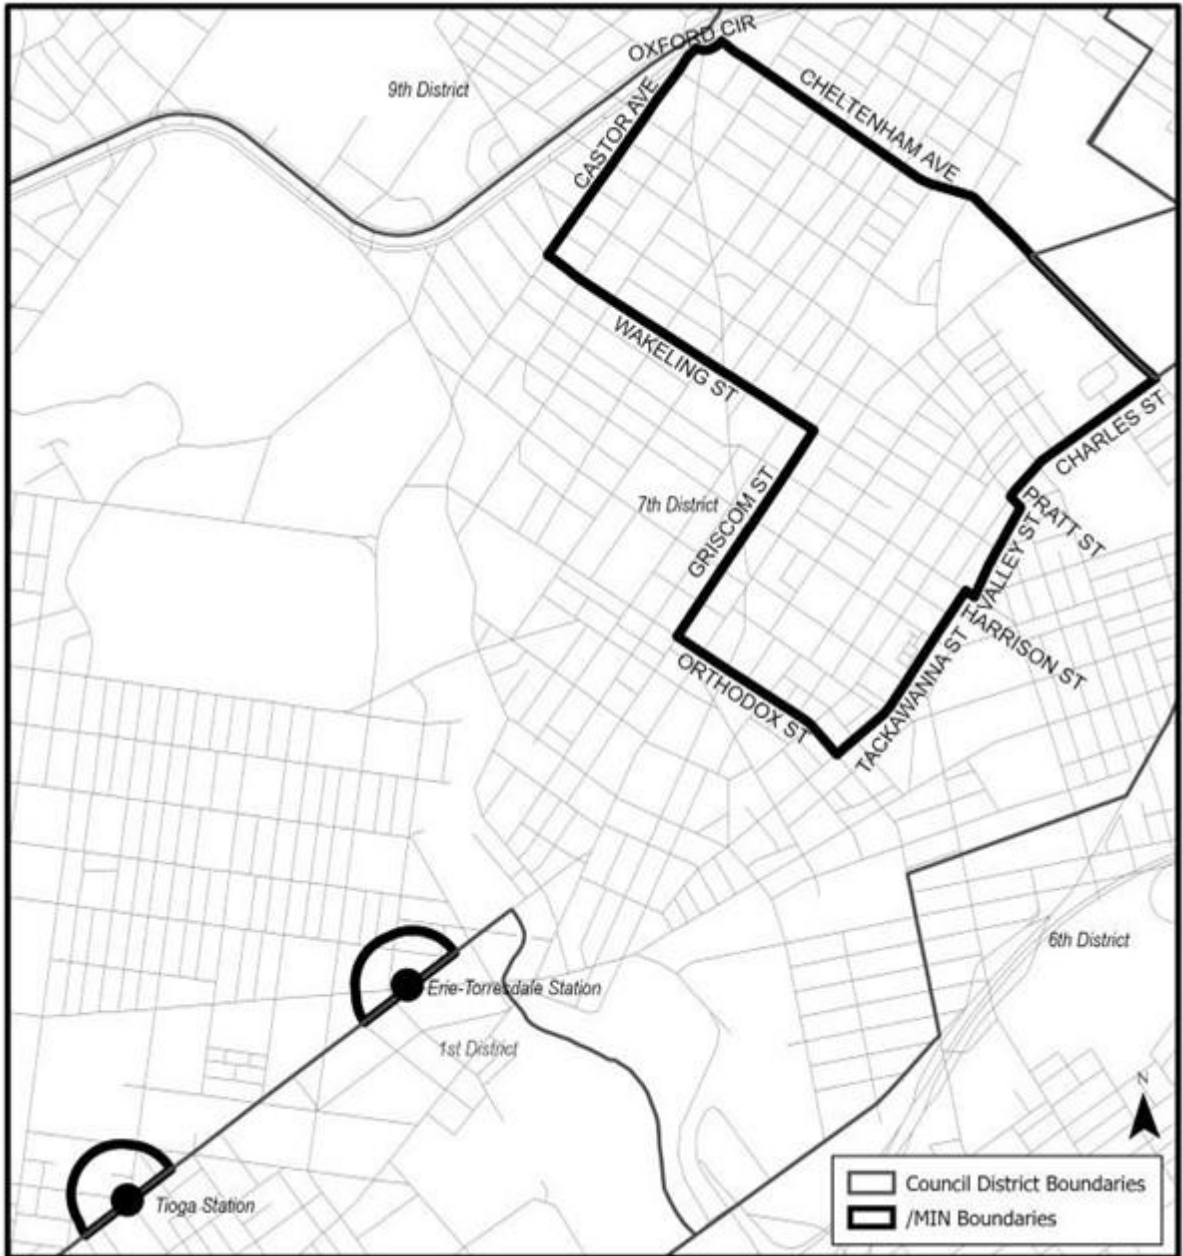 OXFORD CIR
9th District
CHELTENHAM AVE
CASTOR AVE
WAKELING ST
CHARLES ST
7th District
GRISCOM ST
PRATT ST
VALLEY ST
HARRISON ST
ORTHODOX ST
TACKAWANNA ST
6th District
Erie-Torresdale Station
1st District
N
Tioga Station
Council District Boundaries
/MIN Boundaries